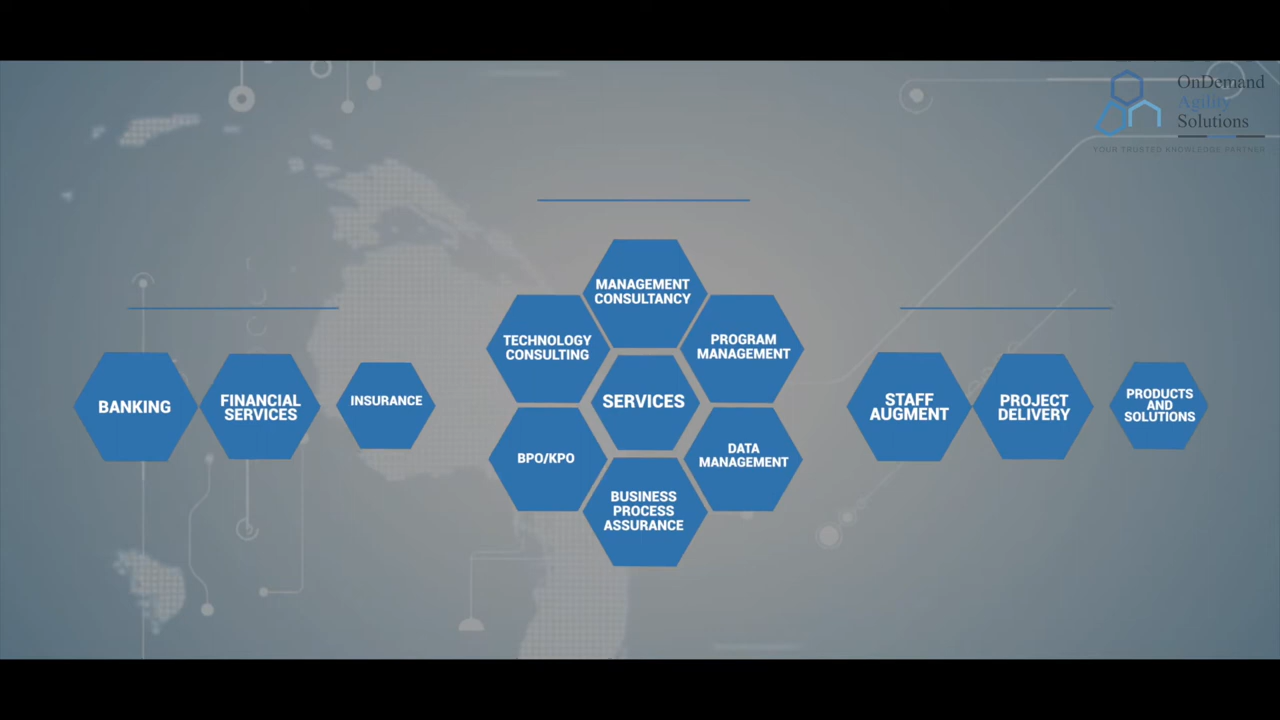 OnDemand
Agility
Solutions
YOUR TRUSTED KNOWLEDGE PARTNER
BANKING
FINANCIAL
SERVICES
INSURANCE
MANAGEMENT
CONSULTANCY
TECHNOLOGY
CONSULTING
PROGRAM
MANAGEMENT
SERVICES
BPO/KPO
DATA
MANAGEMENT
BUSINESS
PROCESS
ASSURANCE
STAFF
AUGMENT
PROJECT
DELIVERY
PRODUCTS
AND
SOLUTIONS